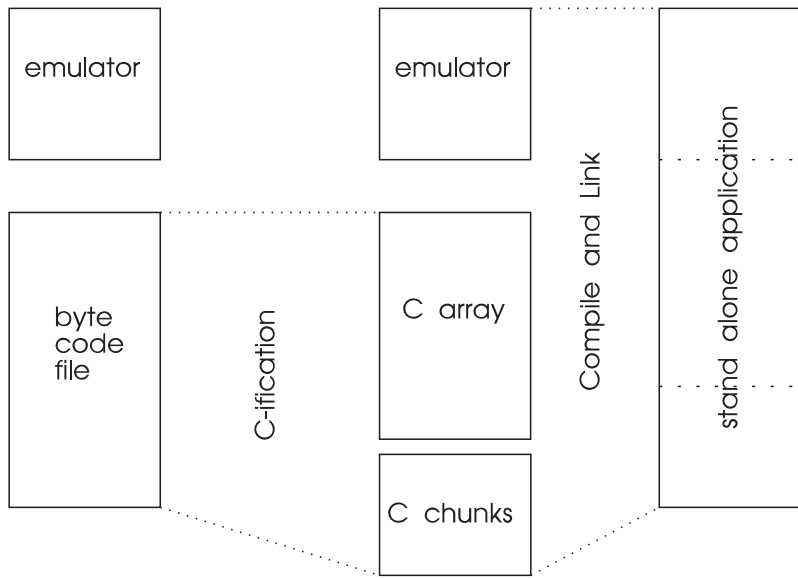 emulator
emulator
byte
code
file
C-ification
C array
C chunks
Compile and Link
stand alone application